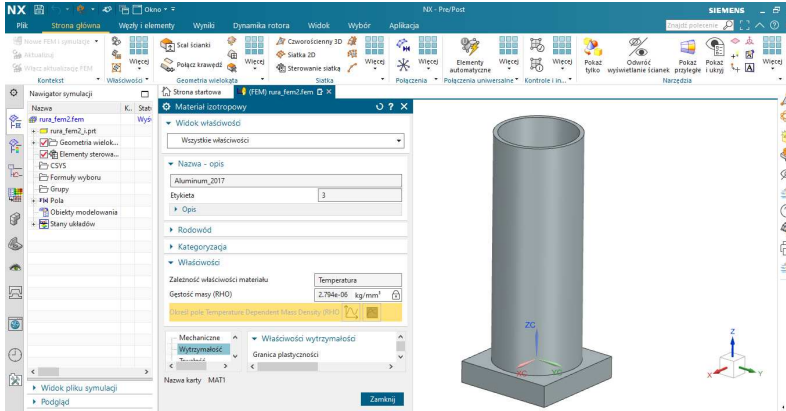 NX Okno NX - Pre/Post SIEMENS
Plik Strona główna Węzły i elementy Wyniki Dynamika rotora Widok Wybór Aplikacja Znajdź polecenie
Nowe FEM i symulacje
Aktualizuj
Włącz aktualizację FEM
Więcej
Scal ścianki
Połącz krawędź
Więcej
Czworościenny 3D
Siatka 2D
Sterowanie siatką
Więcej
Więcej
Elementy automatyczne
Więcej
Więcej
Pokaż tylko
Odwróć wyświetlanie ścianek
Pokaż przyległe
Pokaż i ukryj
Więcej
Kontekst Właściwości Geometria wielokąta Siatka Połączenia Połączenia uniwersalne Kontrole i in... Narzędzia
Nawigator symulacji
Strona startowa
(FEM) rura_fem2.fem
Nazwa K.. Stat
rura_fem2.fem Wyś
rura_fem2_i.prt
Geometria wielok...
Elementy sterowa...
CSYS
Formuły wyboru
Grupy
Pola
Obiekty modelowania
Stany układów
Widok pliku symulacji
Podgląd
Materiał izotropowy
Widok właściwości
Wszystkie właściwości
Nazwa - opis
Aluminum_2017
Etykieta 3
Opis
Rodowód
Kategoryzacja
Właściwości
Zależność właściwości materiału Temperatura
Gęstość masy (RHO) 2.794e-06 kg/mm³
Określ pole Temperature Dependent Mass Density (RHO
Mechaniczne
Wytrzymałość
Właściwości wytrzymałości
Granica plastyczności
Nazwa karty MAT1
Zamknij
ZC
XC YC
Z
X Y